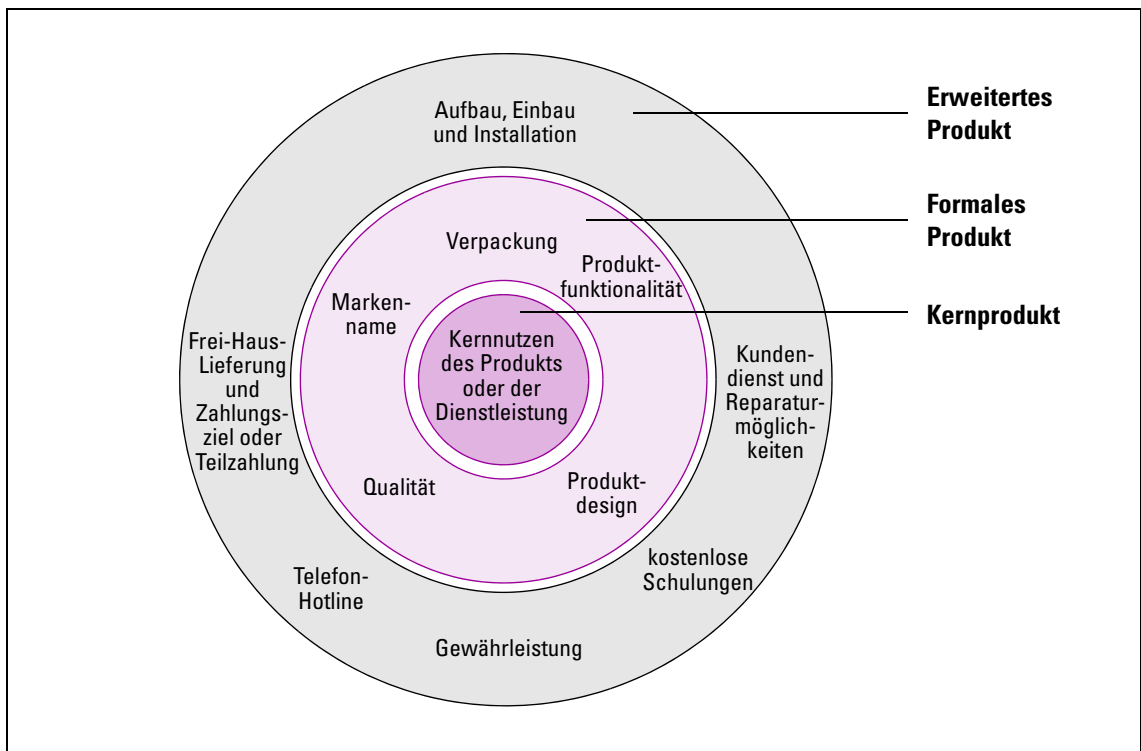 Aufbau, Einbau
und Installation
Erweitertes
Produkt
Formales
Produkt
Kernprodukt
Verpackung
Produkt-
funktionalität
Marken-
name
Kernnutzen
des Produkts
oder der
Dienstleistung
Qualität
Produkt-
design
Frei-Haus-
Lieferung
und
Zahlungs-
ziel oder
Teilzahlung
Kunden-
dienst und
Reparatur-
möglich-
keiten
Telefon-
Hotline
kostenlose
Schulungen
Gewährleistung